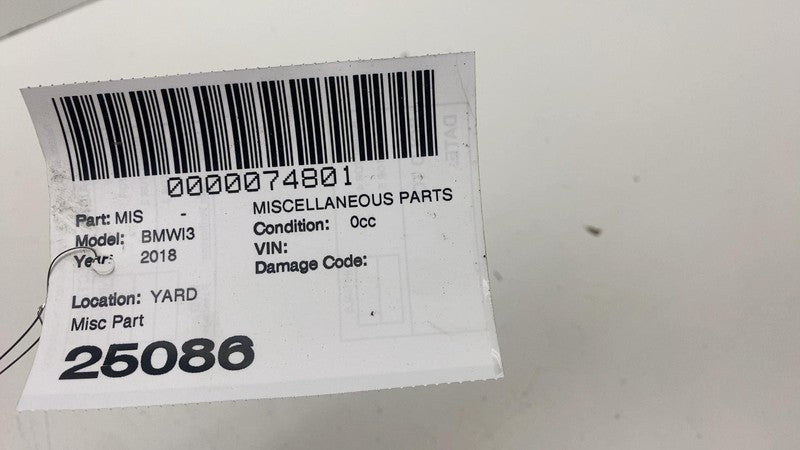 0000074801
Part: MIS - MISCELLANEOUS PARTS
Model: BMWI3 Condition: 0cc
Year: 2018 VIN:
Damage Code:
Location: YARD
Misc Part
25086
DATE: